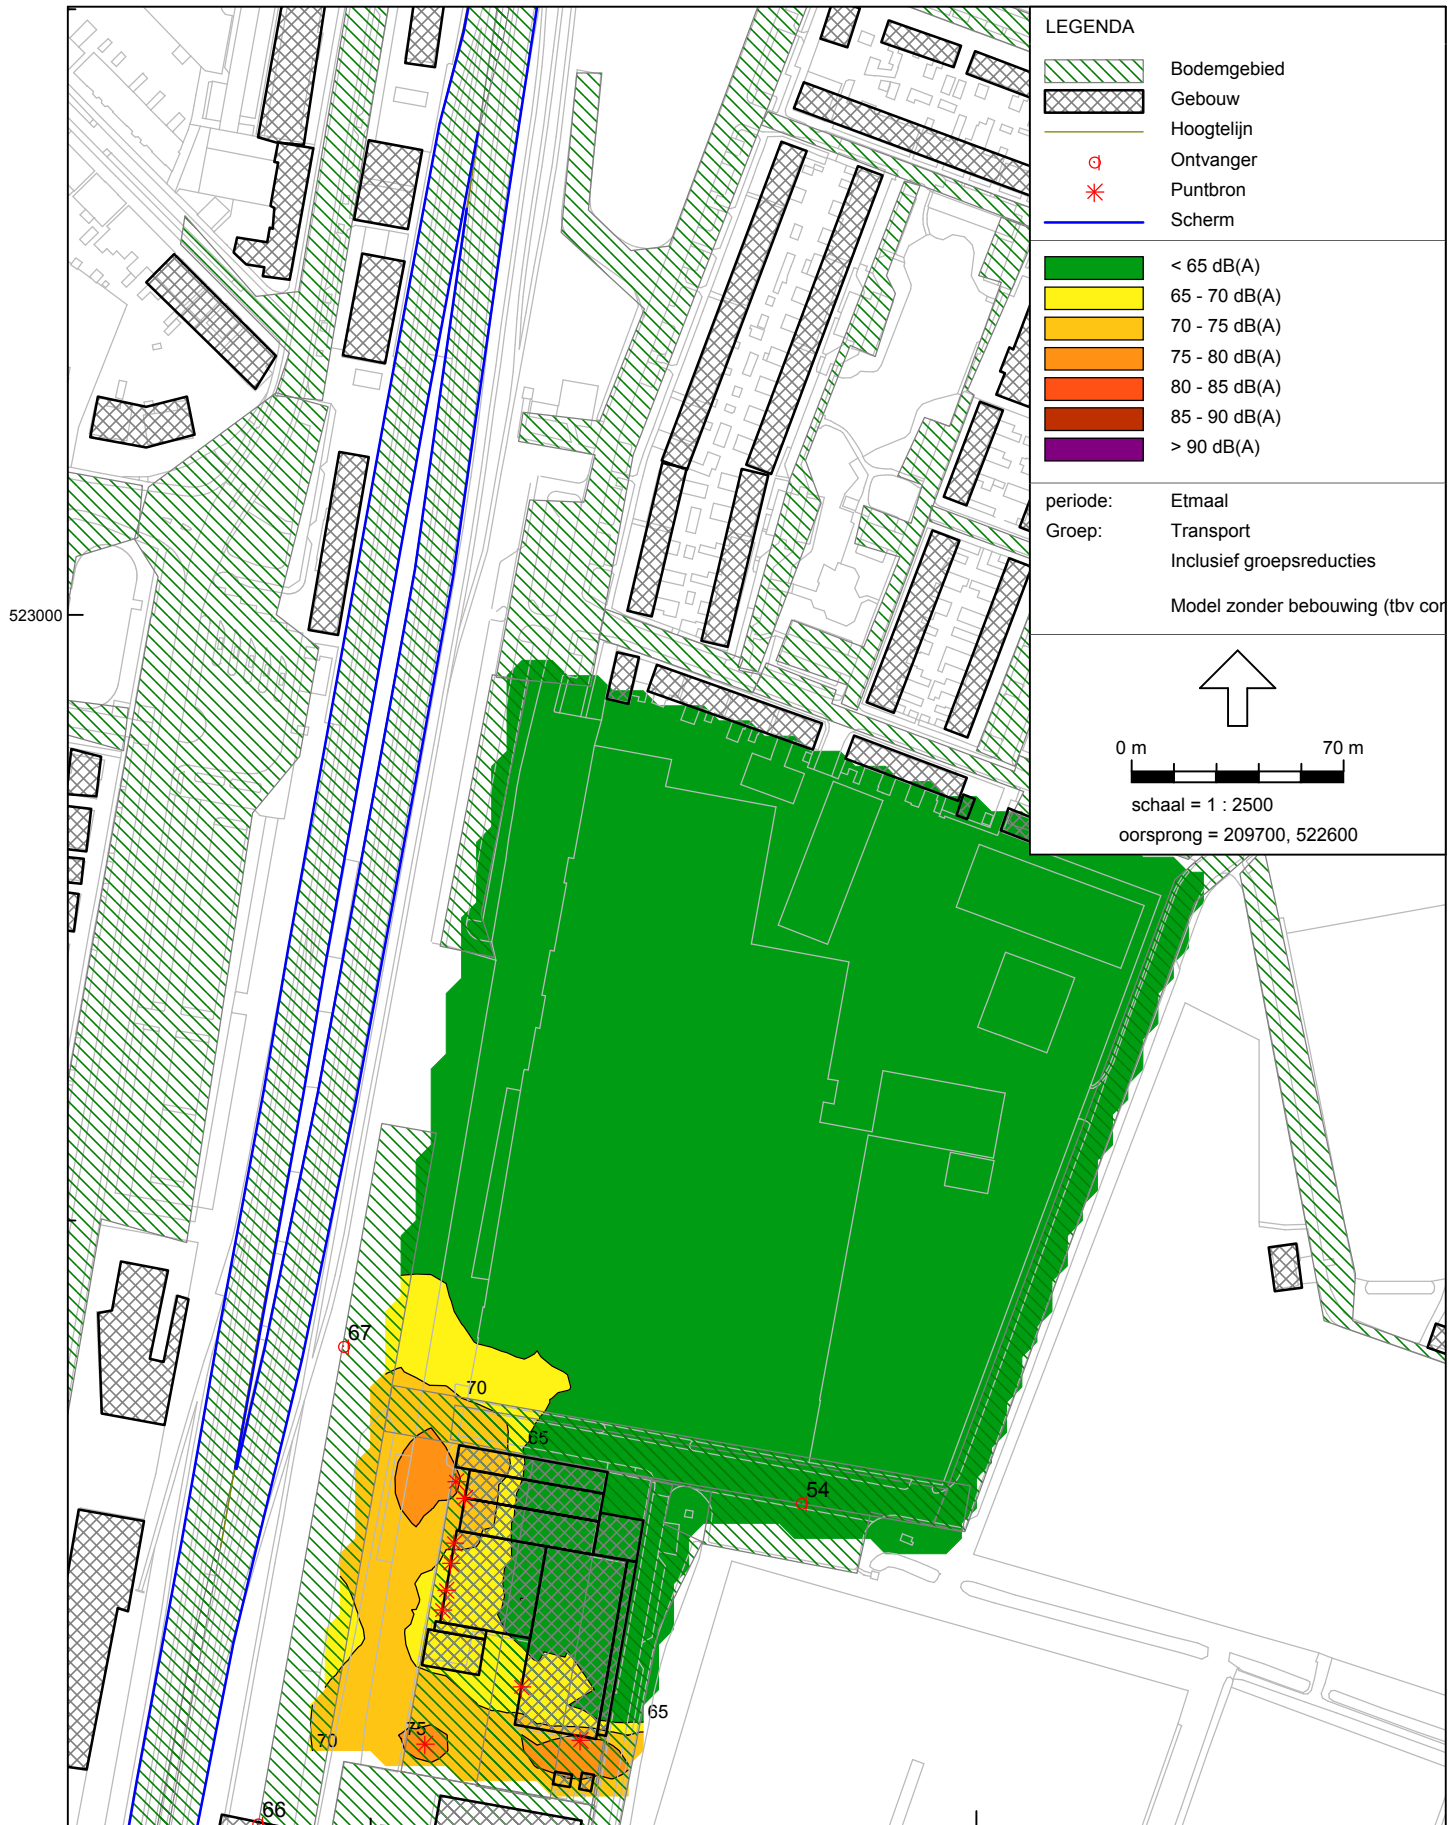 LEGENDA
Bodemgebied
Gebouw
Hoogtelijn
Ontvanger
Puntbron
Scherm
< 65 dB(A)
65 - 70 dB(A)
70 - 75 dB(A)
75 - 80 dB(A)
80 - 85 dB(A)
85 - 90 dB(A)
> 90 dB(A)
periode: Etmaal
Groep: Transport
Inclusief groepsreducties
Model zonder bebouwing (tbv con
0 m 70 m
schaal = 1 : 2500
oorsprong = 209700, 522600
523000
67
70
65
54
65
75
70
66